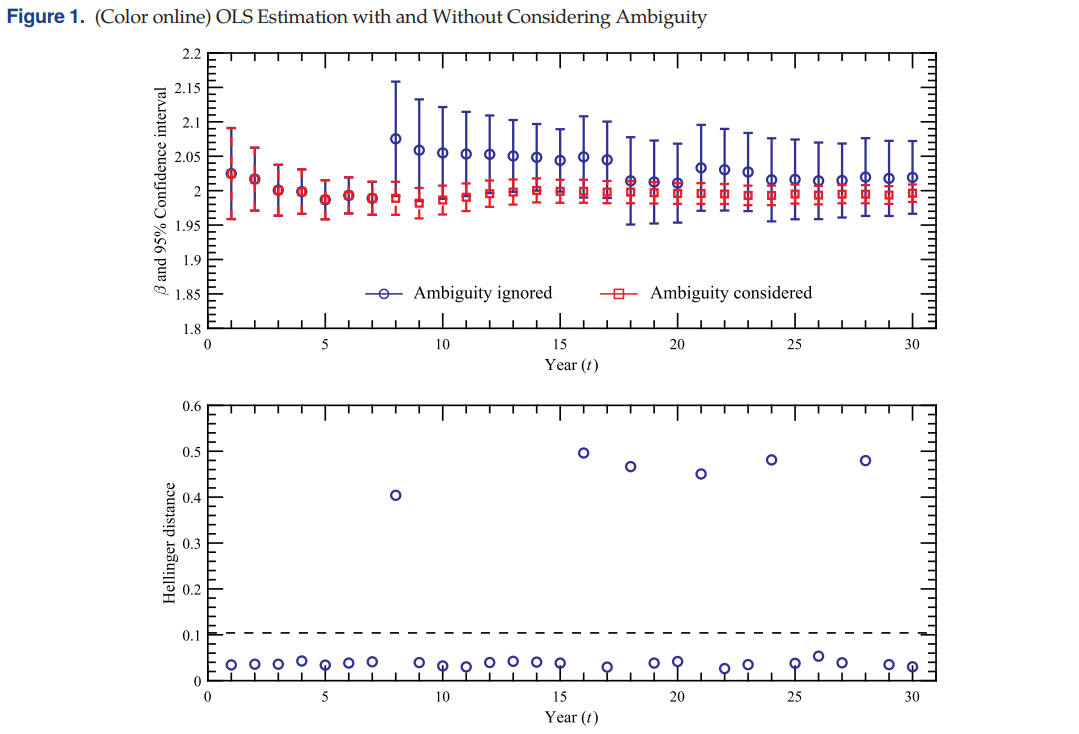 Figure 1. (Color online) OLS Estimation with and Without Considering Ambiguity
2.2
2.15
2.1
2.05
2
1.95
1.9
1.85
1.8
β and 95% Confidence interval
Ambiguity ignored
Ambiguity considered
0 5 10 15 20 25 30
Year (t)
0.6
0.5
0.4
0.3
0.2
0.1
0
Hellinger distance
0 5 10 15 20 25 30
Year (t)